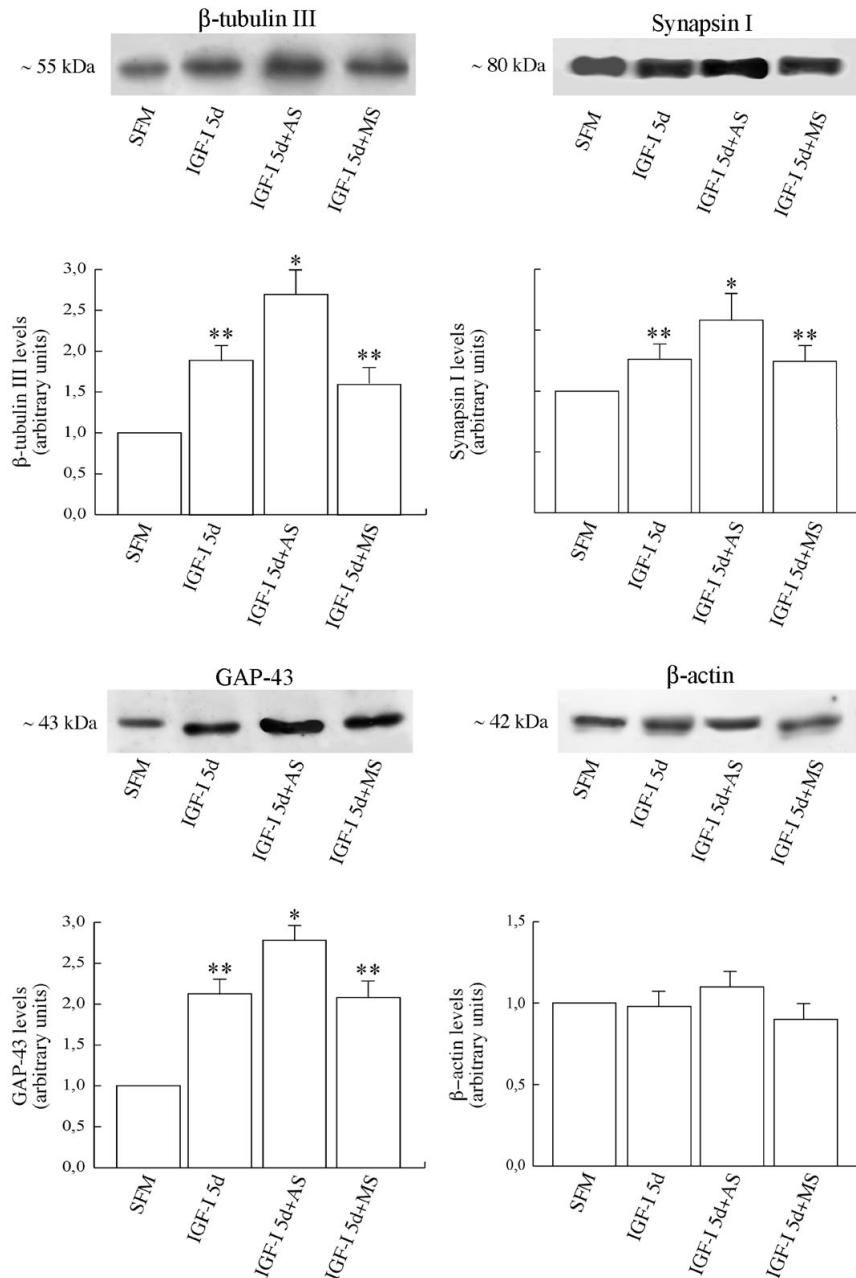 β-tubulin III
~ 55 kDa
SFM
IGF-I 5d
IGF-I 5d+AS
IGF-I 5d+MS
Synapsin I
~ 80 kDa
SFM
IGF-I 5d
IGF-I 5d+AS
IGF-I 5d+MS
β-tubulin III levels
(arbitrary units)
3,0
2,5
2,0
1,5
1,0
0,5
0,0
**
*
**
SFM
IGF-I 5d
IGF-I 5d+AS
IGF-I 5d+MS
Synapsin I levels
(arbitrary units)
**
*
**
SFM
IGF-I 5d
IGF-I 5d+AS
IGF-I 5d+MS
GAP-43
~ 43 kDa
SFM
IGF-I 5d
IGF-I 5d+AS
IGF-I 5d+MS
β-actin
~ 42 kDa
SFM
IGF-I 5d
IGF-I 5d+AS
IGF-I 5d+MS
GAP-43 levels
(arbitrary units)
3,0
2,5
2,0
1,5
1,0
0,5
0,0
**
*
**
SFM
IGF-I 5d
IGF-I 5d+AS
IGF-I 5d+MS
β−actin levels
(arbitrary units)
1,5
1,0
0,5
0,0
SFM
IGF-I 5d
IGF-I 5d+AS
IGF-I 5d+MS